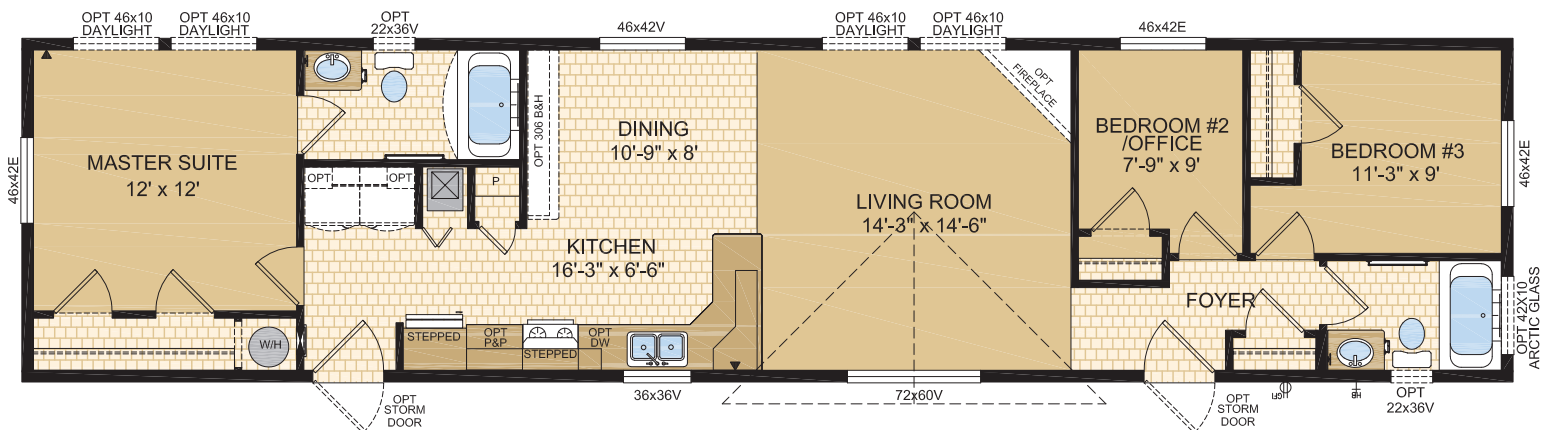 OPT 46x10
DAYLIGHT
OPT 46x10
DAYLIGHT
OPT
22x36V
46x42V
OPT 46x10
DAYLIGHT
OPT 46x10
DAYLIGHT
46x42E
46x42E
MASTER SUITE
12' x 12'
OPT
OPT
P
OPT 306 B&H
DINING
10'-9" x 8'
KITCHEN
16'-3" x 6'-6"
LIVING ROOM
14'-3" x 14'-6"
OPT
FIREPLACE
BEDROOM #2
/OFFICE
7'-9" x 9'
BEDROOM #3
11'-3" x 9'
46x42E
FOYER
W/H
STEPPED
OPT
P&P
STEPPED
OPT
DW
OPT 42X10
ARCTIC GLASS
OPT
STORM
DOOR
36x36V
72x60V
OPT
STORM
DOOR
GFI
HB
OPT
22x36V